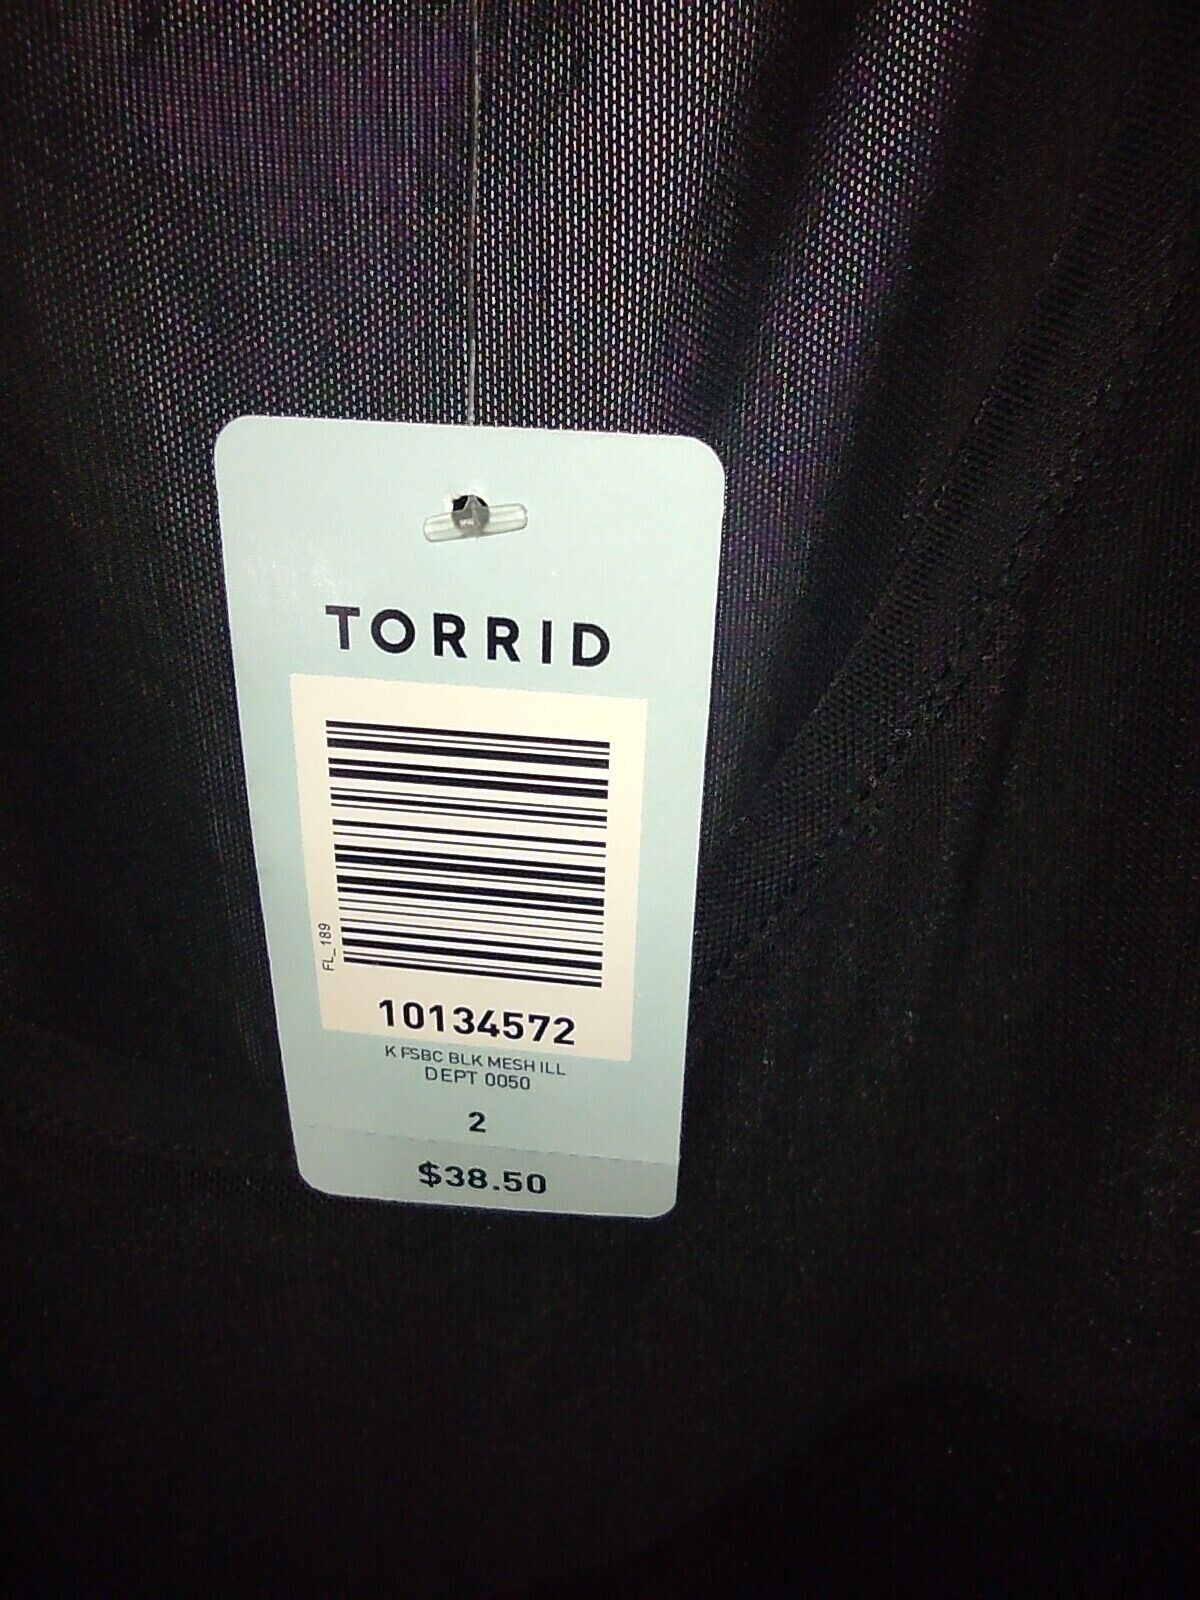 TORRID
FL_189
10134572
K FSBC BLK MESH ILL
DEPT 0050
2
$38.50